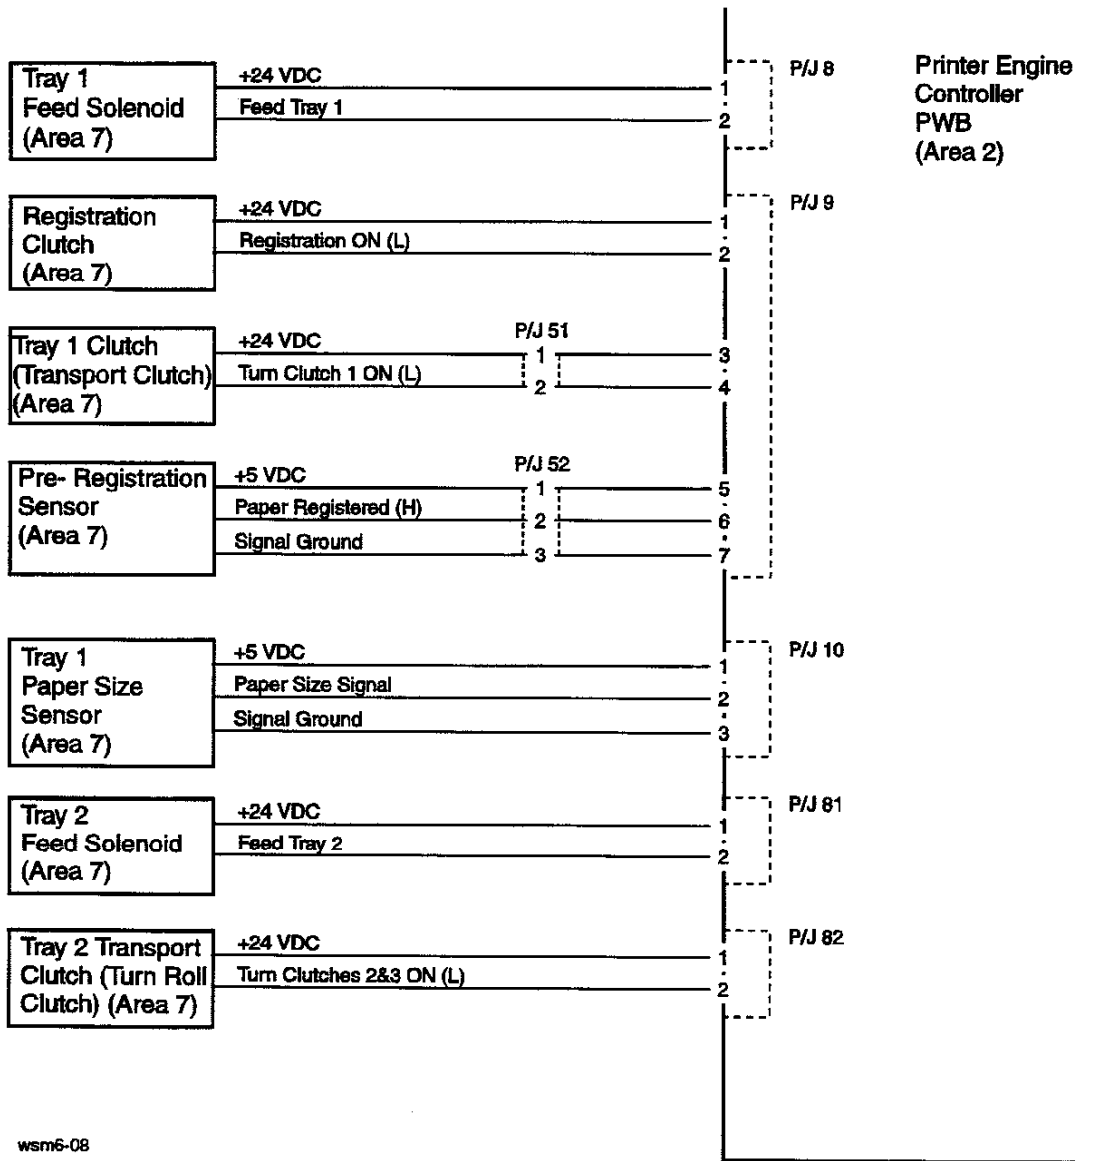 Tray 1
Feed Solenoid
(Area 7)
+24 VDC
Feed Tray 1
1
2
P/J 8
Printer Engine
Controller
PWB
(Area 2)
Registration
Clutch
(Area 7)
+24 VDC
Registration ON (L)
1
2
P/J 9
Tray 1 Clutch
(Transport Clutch)
(Area 7)
+24 VDC
Turn Clutch 1 ON (L)
P/J 51
1
2
3
4
Pre- Registration
Sensor
(Area 7)
+5 VDC
Paper Registered (H)
Signal Ground
P/J 52
1
2
3
5
6
7
Tray 1
Paper Size
Sensor
(Area 7)
+5 VDC
Paper Size Signal
Signal Ground
1
2
3
P/J 10
Tray 2
Feed Solenoid
(Area 7)
+24 VDC
Feed Tray 2
1
2
P/J 81
Tray 2 Transport
Clutch (Turn Roll
Clutch) (Area 7)
+24 VDC
Turn Clutches 2&3 ON (L)
1
2
P/J 82
wsm6-08